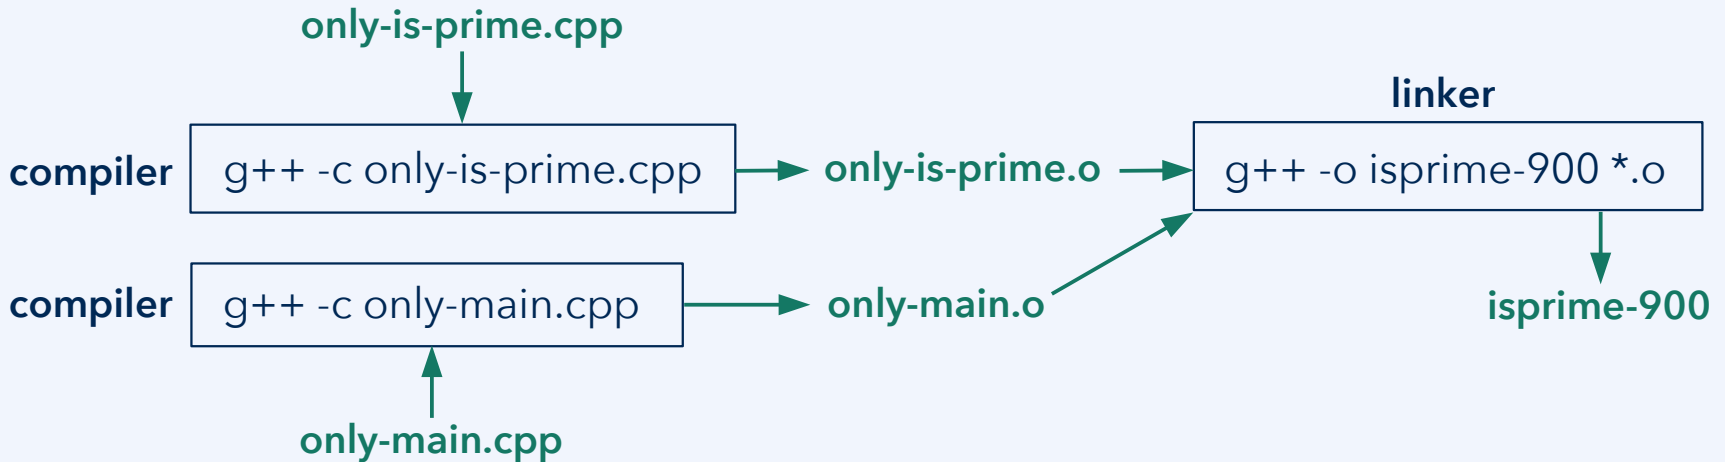 only-is-prime.cpp
linker
compiler
g++ -c only-is-prime.cpp
only-is-prime.o
g++ -o isprime-900 *.o
compiler
g++ -c only-main.cpp
only-main.o
isprime-900
only-main.cpp